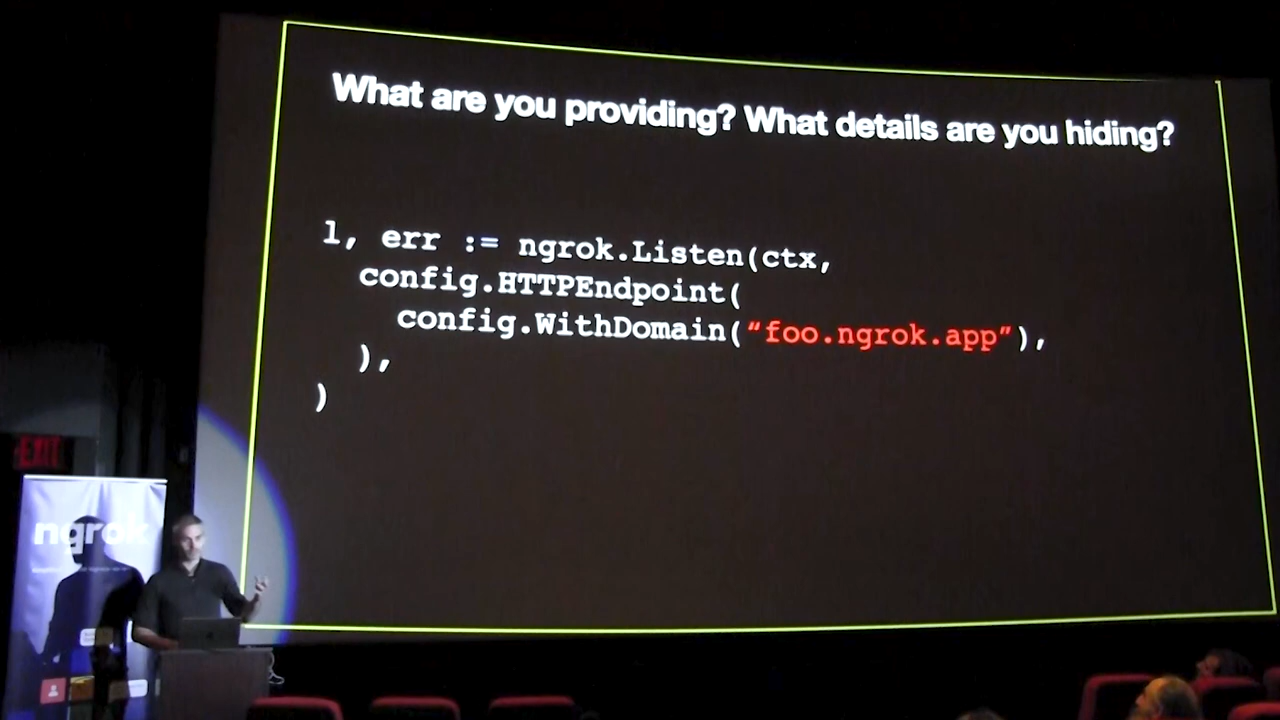 What are you providing? What details are you hiding?
l, err := ngrok.Listen(ctx,
config.HTTPEndpoint(
config.WithDomain(“foo.ngrok.app”),
),
)
EXIT
ngrok